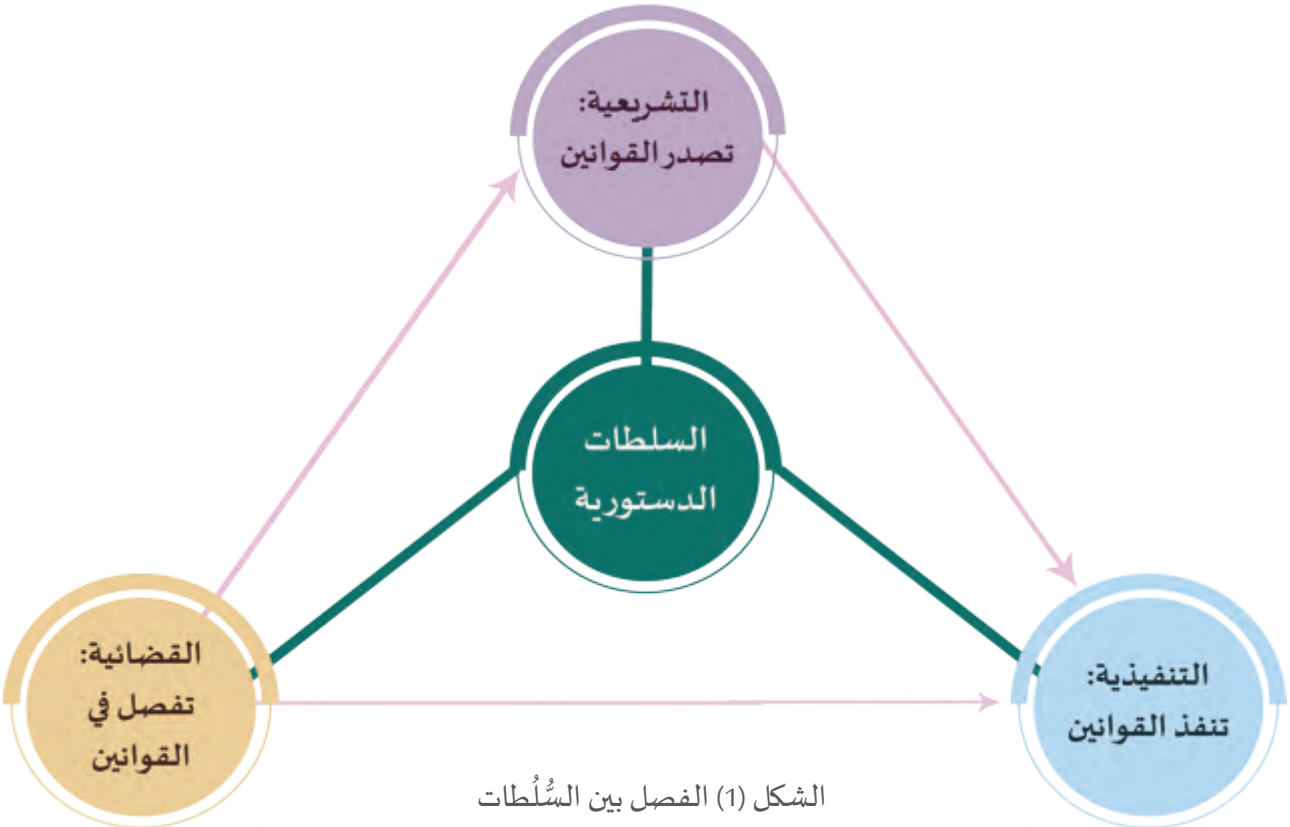 التشريعية:
تصدر القوانين
السلطات
الدستورية
القضائية:
تفصل في
القوانين
التنفيذية:
تنفذ القوانين
الشكل (1) الفصل بين السُّلُطات